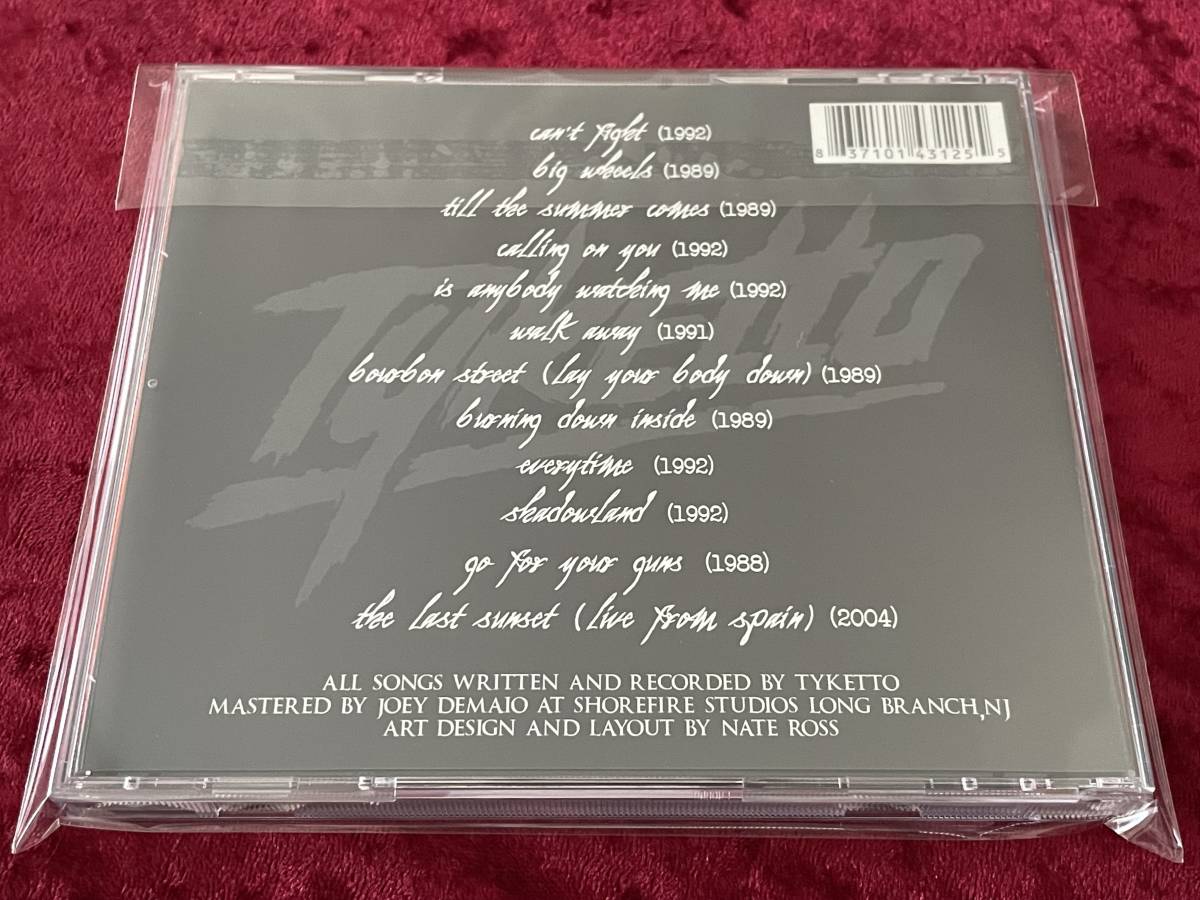 can't fight (1992)
8 37101 43125 5
big wheels (1989)
till the summer comes (1989)
calling on you (1992)
is anybody watching me (1992)
walk away (1991)
bourbon street (lay your body down) (1989)
burning down inside (1989)
everytime (1992)
shadowland (1992)
go for your guns (1988)
the last sunset (live from spain) (2004)
Tyketto
ALL SONGS WRITTEN AND RECORDED BY TYKETTO
MASTERED BY JOEY DEMAIO AT SHOREFIRE STUDIOS LONG BRANCH,NJ
ART DESIGN AND LAYOUT BY NATE ROSS